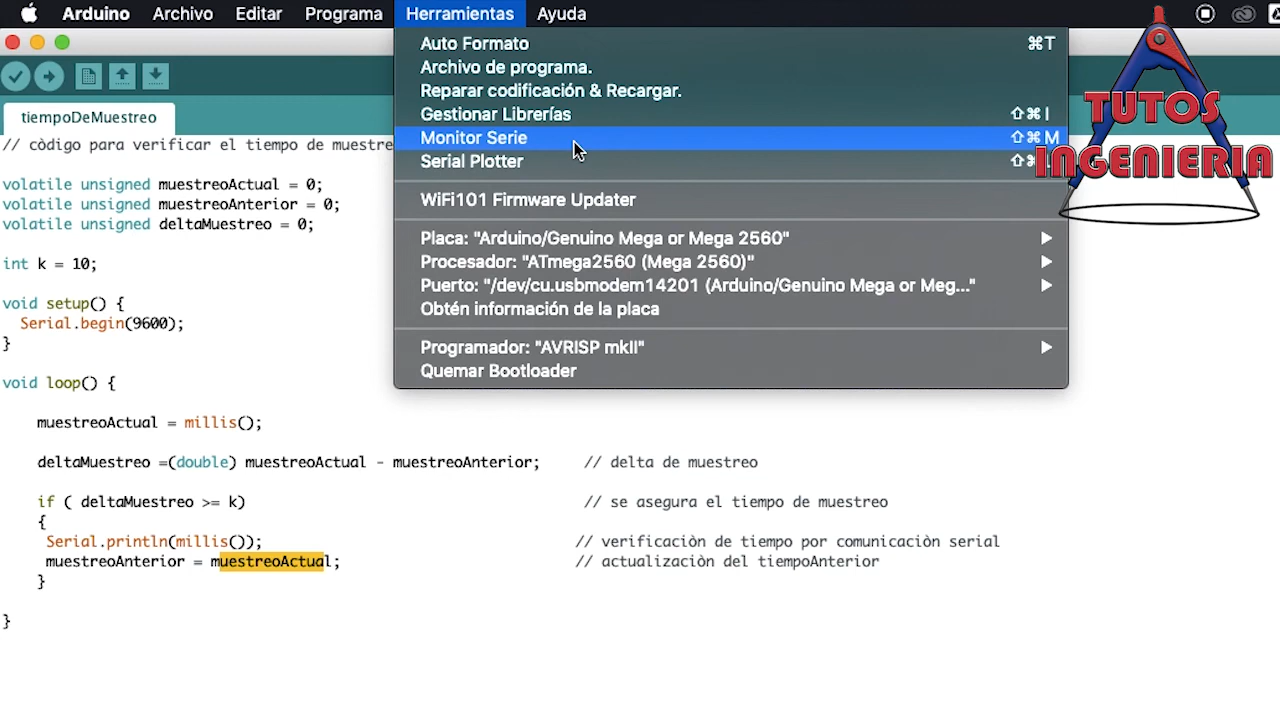 Arduino Archivo Editar Programa Herramientas Ayuda
Auto Formato ⌘T
Archivo de programa.
Reparar codificación & Recargar.
Gestionar Librerías ⇧⌘I
Monitor Serie ⇧⌘M
Serial Plotter ⇧⌘
WiFi101 Firmware Updater
Placa: "Arduino/Genuino Mega or Mega 2560"
Procesador: "ATmega2560 (Mega 2560)"
Puerto: "/dev/cu.usbmodem14201 (Arduino/Genuino Mega or Meg..."
Obtén información de la placa
Programador: "AVRISP mkII"
Quemar Bootloader
TUTOS
INGENIERIA
tiempoDeMuestreo
// còdigo para verificar el tiempo de muestre
volatile unsigned muestreoActual = 0;
volatile unsigned muestreoAnterior = 0;
volatile unsigned deltaMuestreo = 0;
int k = 10;
void setup() {
Serial.begin(9600);
}
void loop() {
muestreoActual = millis();
deltaMuestreo =(double) muestreoActual - muestreoAnterior; // delta de muestreo
if ( deltaMuestreo >= k) // se asegura el tiempo de muestreo
{
Serial.println(millis()); // verificaciòn de tiempo por comunicaciòn serial
muestreoAnterior = muestreoActual; // actualizaciòn del tiempoAnterior
}
}